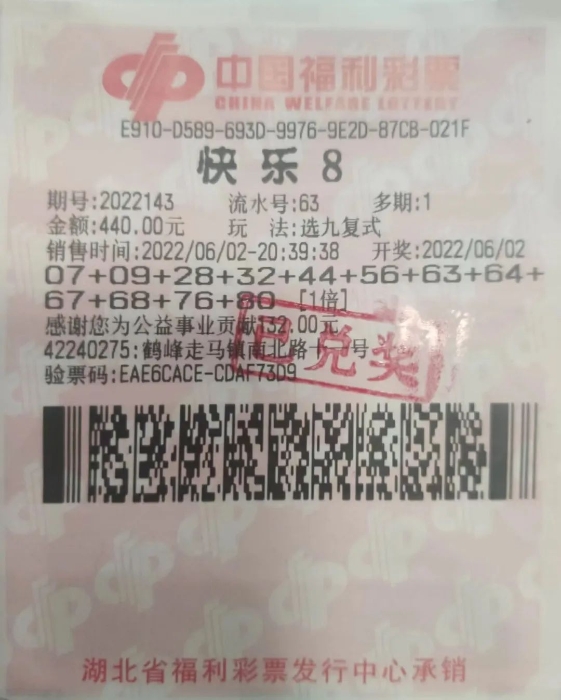 中国福利彩票
CHINA WELFARE LOTTERY
E910-D589-693D-9976-9E2D-87CB-021F
快乐8
期号:2022143 流水号:63 多期:1
金额:440.00元 玩 法:选九复式
销售时间:2022/06/02-20:39:38 开奖:2022/06/02
07+09+28+32+44+56+63+64+
67+68+76+80 [1倍]
感谢您为公益事业贡献132.00元
已兑奖
42240275:鹤峰走马镇南北路十 号
验票码:EAE6CACE-CDAF73D9
湖北省福利彩票发行中心承销